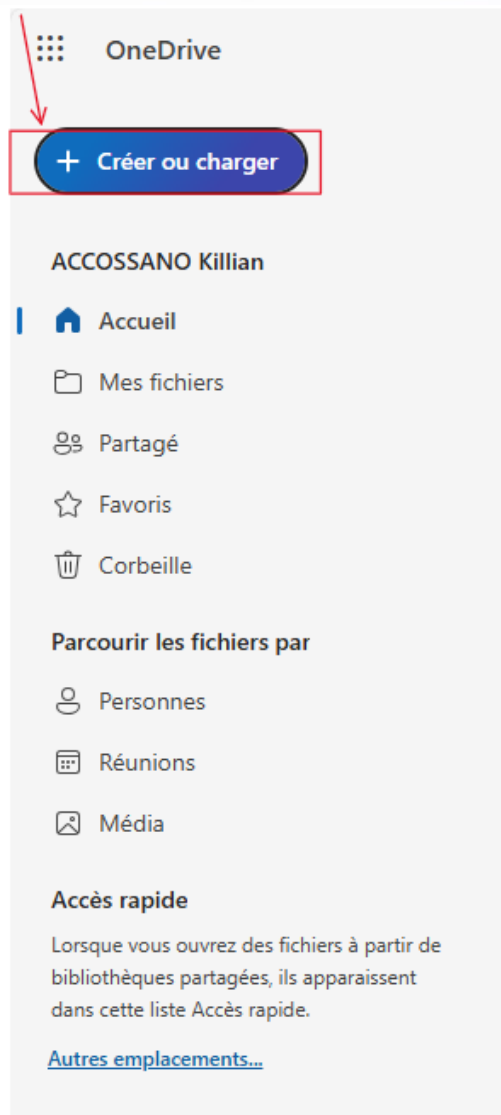 OneDrive
+ Créer ou charger
ACCOSSANO Killian
Accueil
Mes fichiers
Partagé
Favoris
Corbeille
Parcourir les fichiers par
Personnes
Réunions
Média
Accès rapide
Lorsque vous ouvrez des fichiers à partir de
bibliothèques partagées, ils apparaissent
dans cette liste Accès rapide.
Autres emplacements...